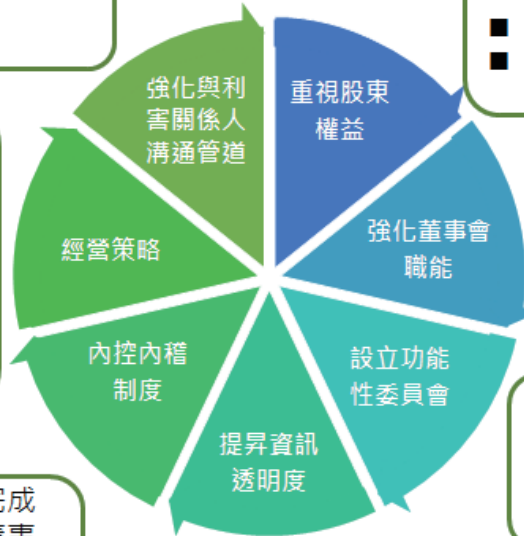 重視股東
權益
強化董事會
職能
設立功能
性委員會
提昇資訊
透明度
內控內稽
制度
經營策略
強化與利
害關係人
溝通管道
完成